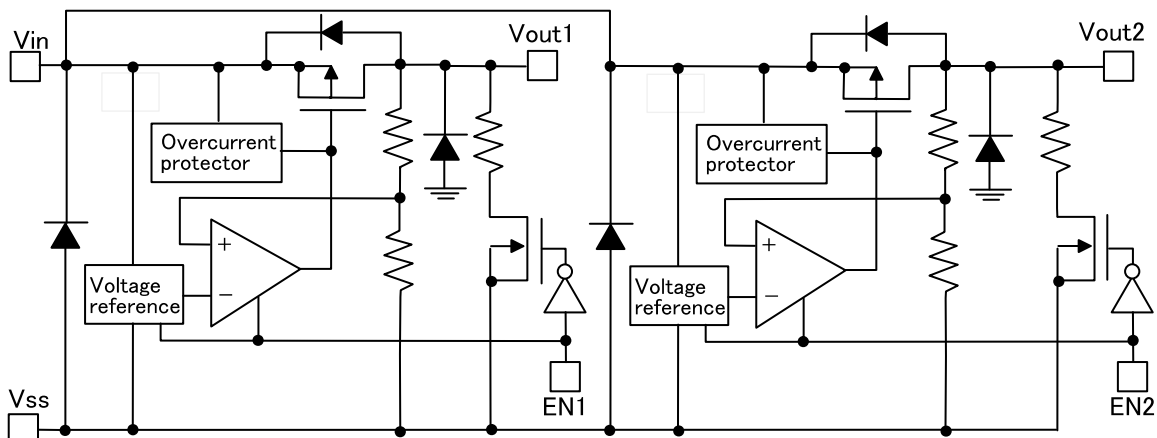 Vin
Vout1
Vout2
Overcurrent
protector
Overcurrent
protector
+
+
Voltage
reference
−
Voltage
reference
−
EN1
EN2
Vss